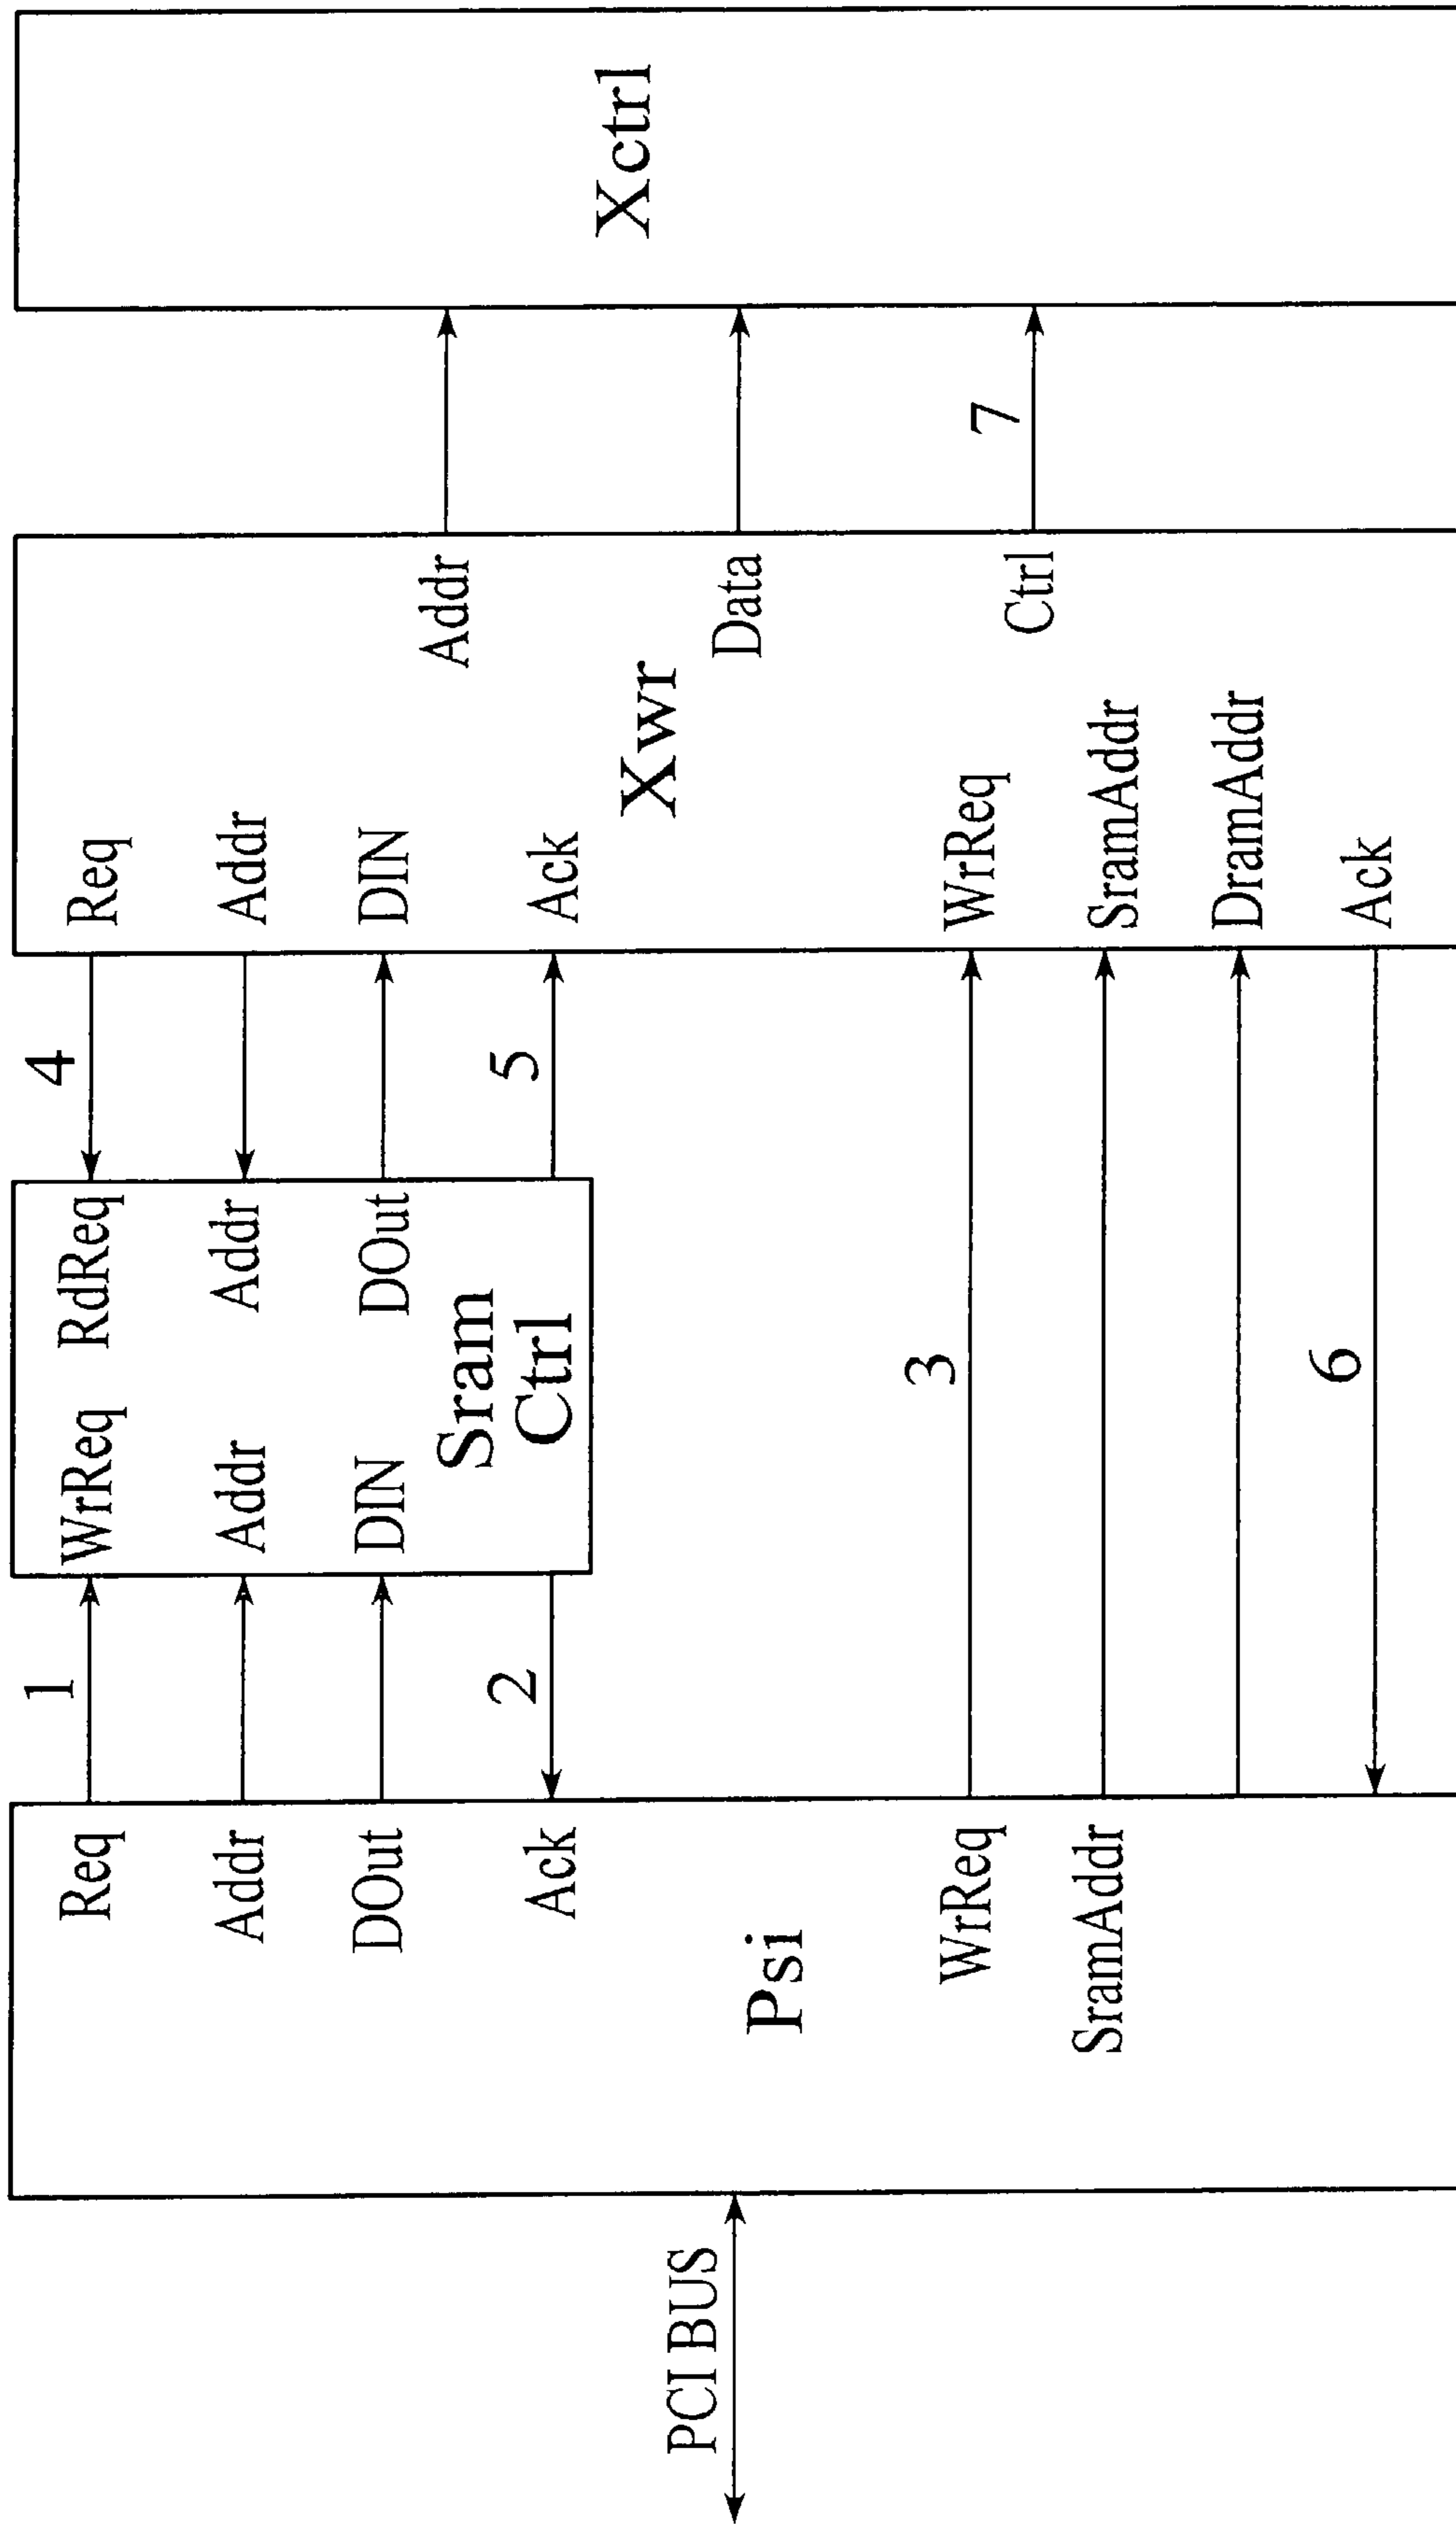 PCI BUS
Psi
Req
Addr
DOut
Ack
WrReq
SramAddr
1
2
3
6
WrReq RdReq
Addr Addr
DIN DOut
Sram
Ctrl
4
5
Xwr
Req
Addr
DIN
Ack
WrReq
SramAddr
DramAddr
Ack
Addr
Data
Ctrl
7
Xctrl